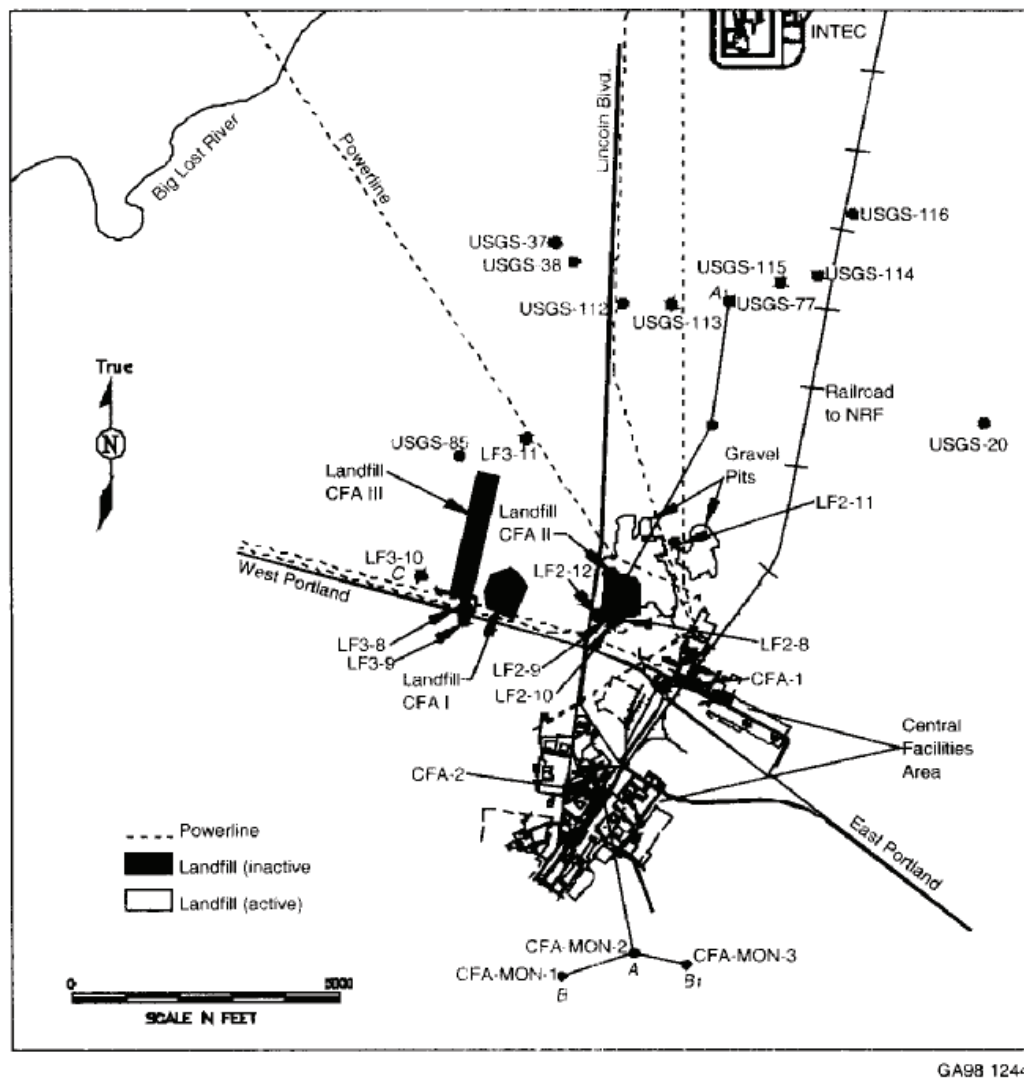 INTEC
Lincoln Blvd.
Powerline
Big Lost River
USGS-116
USGS-37
USGS-38
USGS-115
USGS-114
A1
USGS-77
USGS-112
USGS-113
True
N
Railroad
to NRF
USGS-85
LF3-11
USGS-20
Gravel
Pits
Landfill
CFA III
LF2-11
Landfill
CFA II
LF3-10
C
LF2-12
West Portland
LF3-8
LF3-9
LF2-8
LF2-9
LF2-10
CFA-1
Landfill
CFA I
Central
Facilities
Area
CFA-2
East Portland
Powerline
Landfill (inactive
Landfill (active)
CFA-MON-2
CFA-MON-3
CFA-MON-1
A
B
B1
0
5000
SCALE IN FEET
GA98 1244